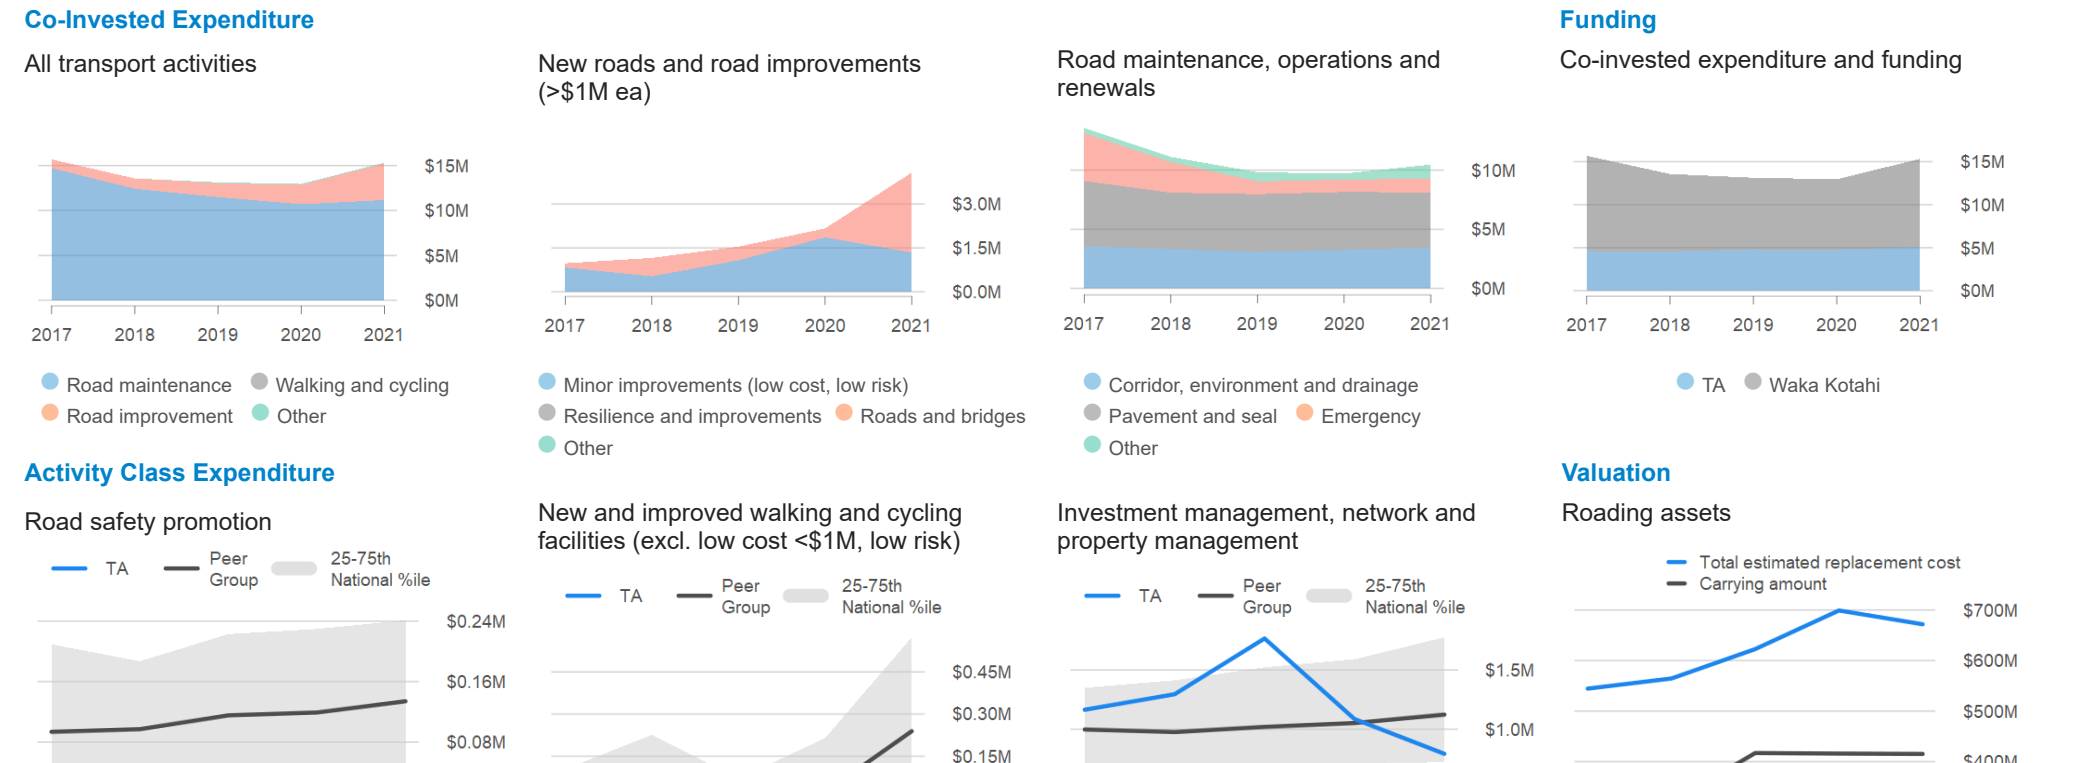 Co-Invested Expenditure
All transport activities
$15M
$10M
$5M
$0M
2017 2018 2019 2020 2021
Road maintenance Walking and cycling
Road improvement Other
New roads and road improvements
(>$1M ea)
$3.0M
$1.5M
$0.0M
2017 2018 2019 2020 2021
Minor improvements (low cost, low risk)
Resilience and improvements Roads and bridges
Other
Road maintenance, operations and
renewals
$10M
$5M
$0M
2017 2018 2019 2020 2021
Corridor, environment and drainage
Pavement and seal Emergency
Other
Funding
Co-invested expenditure and funding
$15M
$10M
$5M
$0M
2017 2018 2019 2020 2021
TA Waka Kotahi
Activity Class Expenditure
Road safety promotion
TA Peer Group 25-75th National %ile
$0.24M
$0.16M
$0.08M
New and improved walking and cycling
facilities (excl. low cost <$1M, low risk)
TA Peer Group 25-75th National %ile
$0.45M
$0.30M
$0.15M
Investment management, network and
property management
TA Peer Group 25-75th National %ile
$1.5M
$1.0M
Valuation
Roading assets
Total estimated replacement cost
Carrying amount
$700M
$600M
$500M
$400M